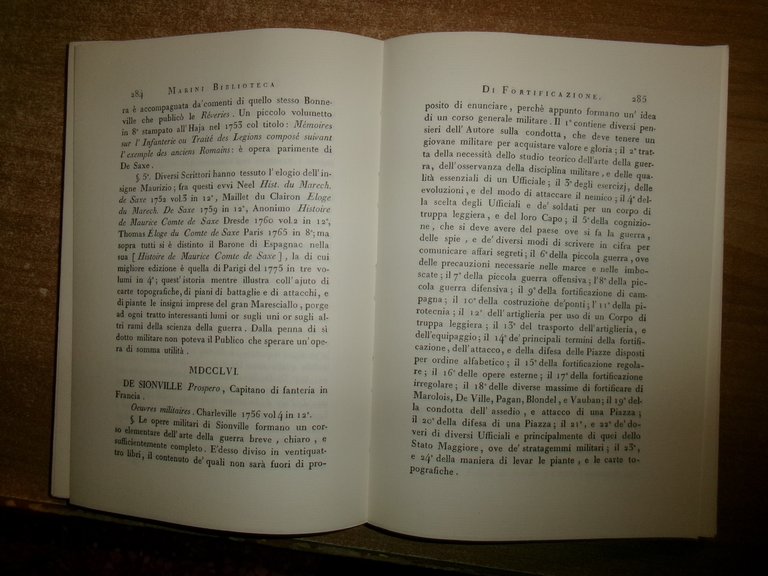 284 MARINI BIBLIOTECA
ra è accompagnata da'comenti di quello stesso Bonne-
ville che publicò le Rêveries. Un piccolo volumetto
in 8° stampato all'Haja nel 1753 col titolo: Mémoires
sur l'Infanterie ou Traité des Legions composé suivant
l'exemple des anciens Romains: è opera parimente di
De Saxe.
§. 5°. Diversi Scrittori hanno tessuto l'elogio dell'in-
signe Maurizio; fra questi evvi Neel Hist. du Marech.
de Saxe 1752 vol 3 in 12°, Maillet du Clairon Eloge
du Marech. De Saxe 1759 in 12°, Anonimo Histoire
de Maurice Comte de Saxe Dresde 1760 vol. 2 in 12°,
Thomas Eloge du Comte de Saxe Paris 1765 in 8°; ma
sopra tutti si è distinto il Barone di Espagnac nella
sua [ Histoire de Maurice Comte de Saxe ], la di cui
migliore edizione è quella di Parigi del 1775 in tre
volumi in 4°; quest'istoria mentre illustra coll'ajuto di
carte topografiche, di piani di battaglie e di attacchi, e
di piante le insigni imprese del gran Maresciallo, porge
ad ogni tratto interessanti lumi or sugli uni or sugli al-
tri rami della scienza della guerra. Dalla penna di sì
dotto militare non poteva il Publico che sperare un'ope-
ra di somma utilità.
MDCCLVI.
DE SIONVILLE Prospero, Capitano di fanteria in
Francia.
Oeuvres militaires. Charleville 1756 vol 4 in 12°.
§. Le opere militari di Sionville formano un cor-
so elementare dell'arte della guerra breve, chiaro, e
sufficientemente completo. E'desso diviso in ventiquat-
tro libri, il contenuto de' quali non sarà fuori di pro-
DI FORTIFICAZIONE. 285
posito di enunciare, perchè appunto formano un' idea
di un corso generale militare. Il 1° contiene diversi pen-
sieri dell'Autore sulla condotta, che deve tenere un
giovane militare per acquistare valore e gloria; il 2° trat-
ta della necessità dello studio teorico dell'arte della guer-
ra, dell'osservanza della disciplina militare, e delle qua-
lità essenziali di un Ufficiale; il 3° degli esercizj, delle
evoluzioni, e del modo di attaccare il nemico; il 4° del-
la scelta degli Ufficiali e de' soldati per un corpo di
truppa leggiera, e del loro Capo; il 5° della cognizio-
ne, che si deve avere del paese ove si fa la guerra,
delle spie, e de' diversi modi di scrivere in cifra per
comunicare affari segreti; il 6° della piccola guerra, ove
delle precauzioni necessarie nelle marce e nelle imbo-
scate; il 7° della piccola guerra offensiva; l'8° della pic-
cola guerra difensiva; il 9° della fortificazione di cam-
pagna; il 10° della costruzione de'ponti; l'11° della pi-
rotecnia; il 12° dell'artiglieria per uso di un Corpo di
truppa leggiera; il 13° del trasporto dell'artiglieria, e
dell'equipaggio; il 14° de' principali termini della fortifi-
cazione, dell'attacco, e della difesa delle Piazze disposti
per ordine alfabetico; il 15° della fortificazione regola-
re; il 16° delle opere esterne; il 17° della fortificazione
irregolare; il 18° delle diverse massime di fortificare di
Marolois, De Ville, Pagan, Blondel, e Vauban; il 19° del-
la condotta dell' assedio, e attacco di una Piazza;
il 20° della difesa di una Piazza; il 21°, e 22° de' do-
veri di diversi Ufficiali e principalmente di quei dello
Stato Maggiore, ove de' stratagemmi militari; il 23°,
e 24° della maniera di levar le piante, e le carte to-
pografiche.